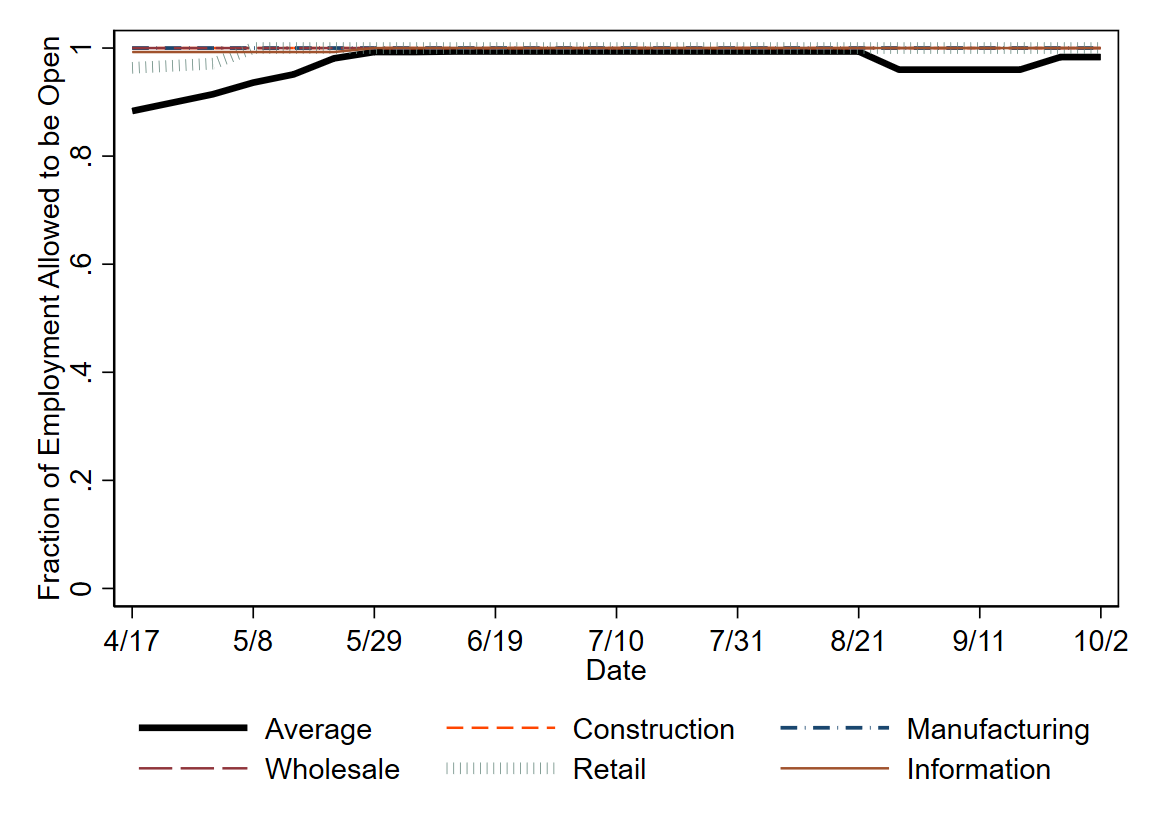 Fraction of Employment Allowed to be Open
1
.8
.6
.4
.2
0
4/17 5/8 5/29 6/19 7/10 7/31 8/21 9/11 10/2
Date
Average Construction Manufacturing
Wholesale Retail Information